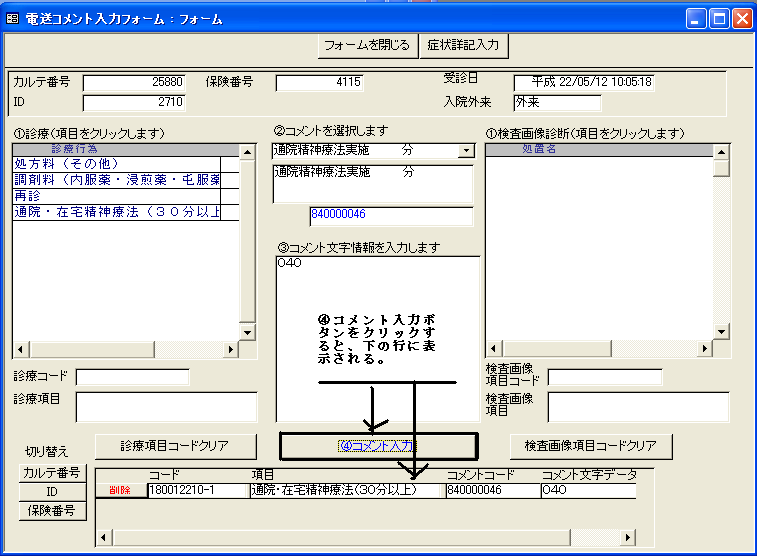 電送コメント入力フォーム : フォーム
フォームを閉じる 症状詳記入力
カルテ番号 25880 保険番号 4115 受診日 平成 22/05/12 10:05:18
ID 2710 入院外来 外来
①診療(項目をクリックします)
診療行為
処方料（その他）
調剤料（内服薬・浸煎薬・屯服薬
再診
通院・在宅精神療法（３０分以上
診療コード
診療項目
②コメントを選択します
通院精神療法実施　　分
通院精神療法実施　　分
840000046
③コメント文字情報を入力します
０４０
④コメント入力ボ
タンをクリックす
ると、下の行に表
示される。
①検査画像診断(項目をクリックします)
処置名
検査画像
項目コード
検査画像
項目
診療項目コードクリア ④コメント入力 検査画像項目コードクリア
切り替え
カルテ番号
ID
保険番号
コード 項目 コメントコード コメント文字データ
削除 180012210-1 通院・在宅精神療法(30分以上) 840000046 ０４０